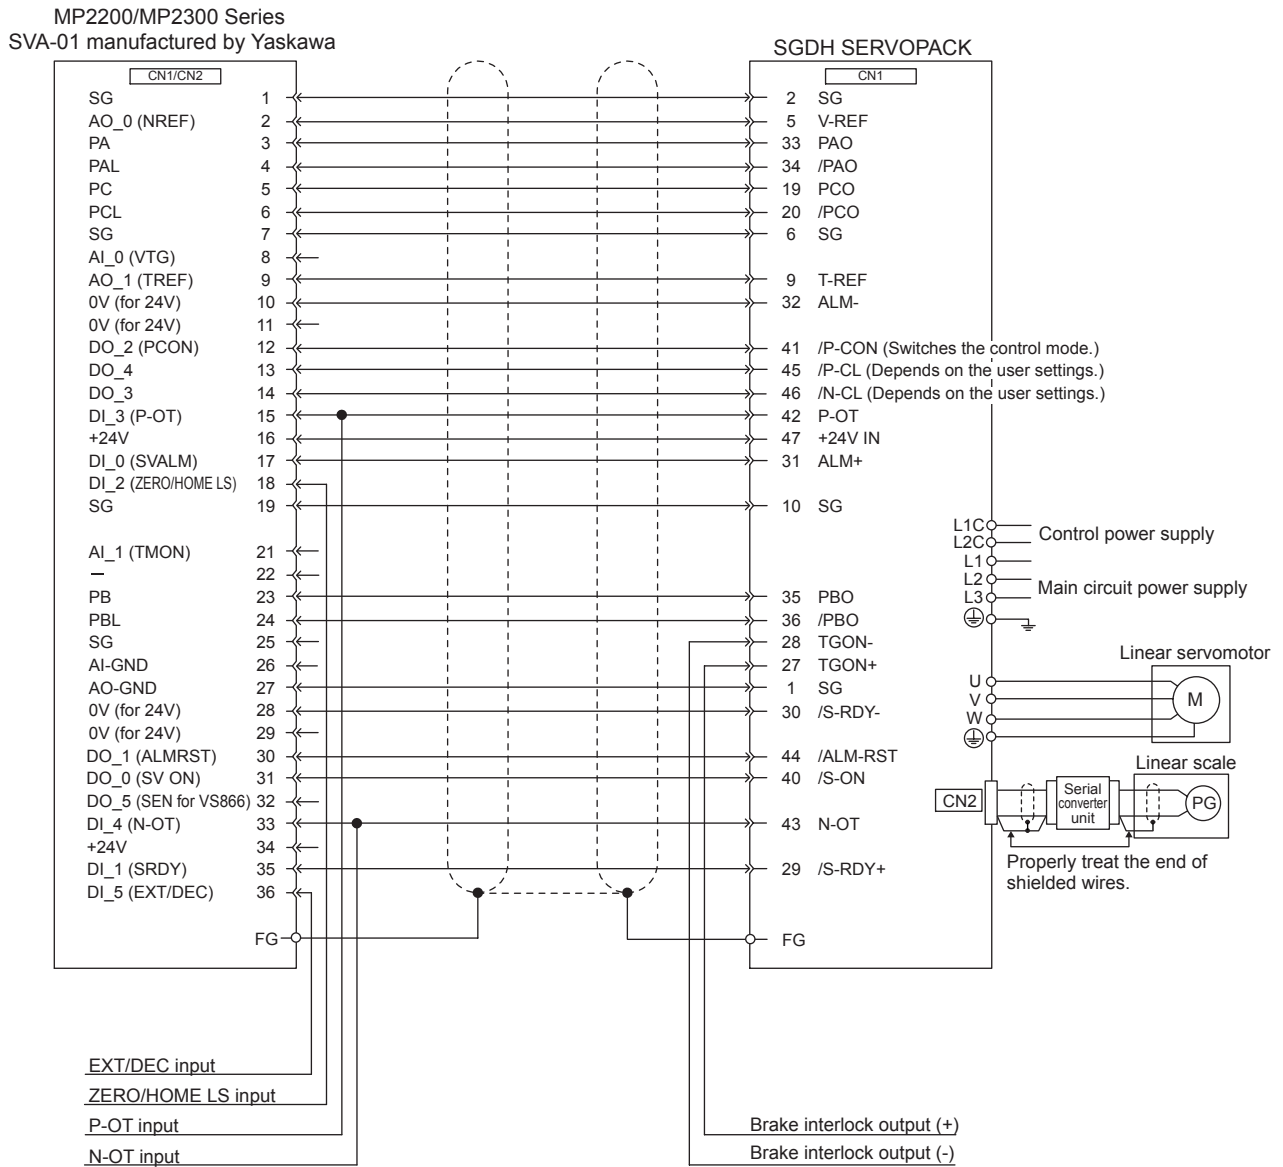 MP2200/MP2300 Series
SVA-01 manufactured by Yaskawa
SGDH SERVOPACK
CN1/CN2
CN1
SG 1 2 SG
AO_0 (NREF) 2 5 V-REF
PA 3 33 PAO
PAL 4 34 /PAO
PC 5 19 PCO
PCL 6 20 /PCO
SG 7 6 SG
AI_0 (VTG) 8
AO_1 (TREF) 9 9 T-REF
0V (for 24V) 10 32 ALM-
0V (for 24V) 11
DO_2 (PCON) 12 41 /P-CON (Switches the control mode.)
DO_4 13 45 /P-CL (Depends on the user settings.)
DO_3 14 46 /N-CL (Depends on the user settings.)
DI_3 (P-OT) 15 42 P-OT
+24V 16 47 +24V IN
DI_0 (SVALM) 17 31 ALM+
DI_2 (ZERO/HOME LS) 18
SG 19 10 SG
AI_1 (TMON) 21
— 22
PB 23 35 PBO
PBL 24 36 /PBO
SG 25 28 TGON-
AI-GND 26 27 TGON+
AO-GND 27 1 SG
0V (for 24V) 28 30 /S-RDY-
0V (for 24V) 29
DO_1 (ALMRST) 30 44 /ALM-RST
DO_0 (SV ON) 31 40 /S-ON
DO_5 (SEN for VS866) 32
DI_4 (N-OT) 33 43 N-OT
+24V 34
DI_1 (SRDY) 35 29 /S-RDY+
DI_5 (EXT/DEC) 36
FG FG
L1C
L2C
Control power supply
L1
L2
L3
Main circuit power supply
Linear servomotor
U
V
W
M
Linear scale
CN2
Serial
converter
unit
PG
Properly treat the end of
shielded wires.
EXT/DEC input
ZERO/HOME LS input
P-OT input
N-OT input
Brake interlock output (+)
Brake interlock output (-)